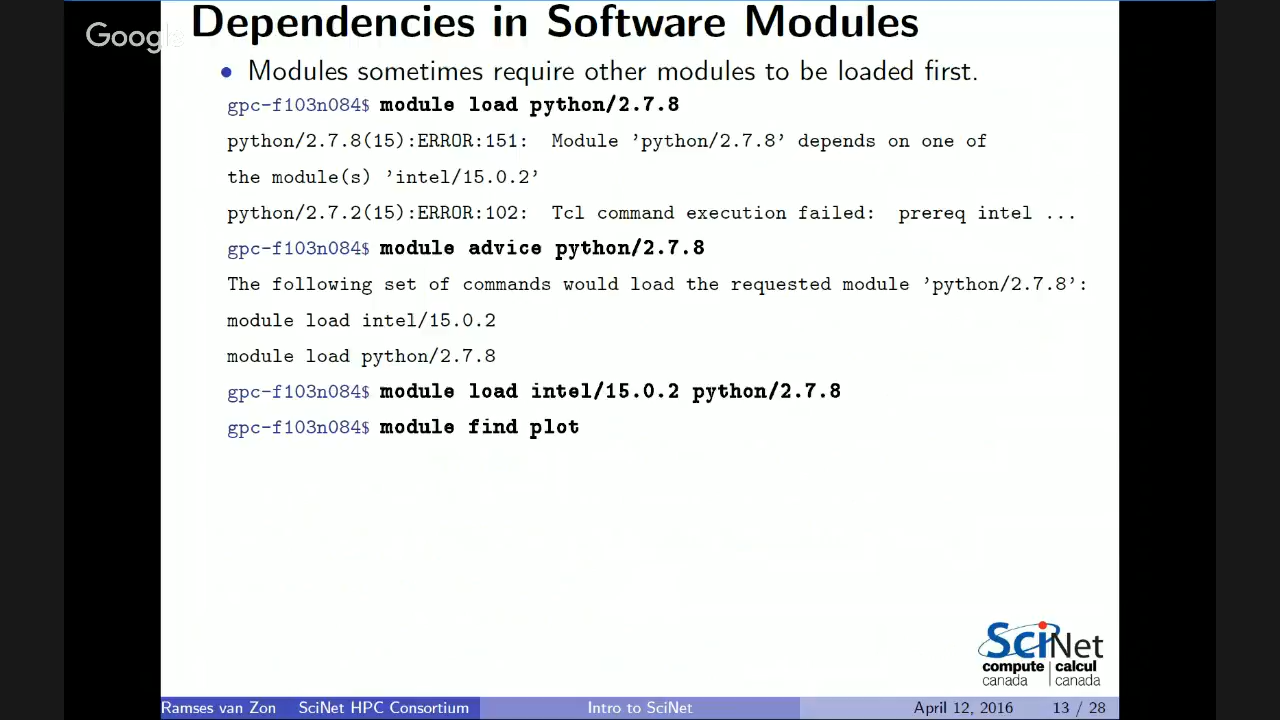 Google
Dependencies in Software Modules
• Modules sometimes require other modules to be loaded first.
gpc-f103n084$ module load python/2.7.8
python/2.7.8(15):ERROR:151: Module ’python/2.7.8’ depends on one of
the module(s) ’intel/15.0.2’
python/2.7.2(15):ERROR:102: Tcl command execution failed: prereq intel ...
gpc-f103n084$ module advice python/2.7.8
The following set of commands would load the requested module ’python/2.7.8’:
module load intel/15.0.2
module load python/2.7.8
gpc-f103n084$ module load intel/15.0.2 python/2.7.8
gpc-f103n084$ module find plot
SciNet
compute | calcul
canada | canada
Ramses van Zon SciNet HPC Consortium Intro to SciNet April 12, 2016 13 / 28